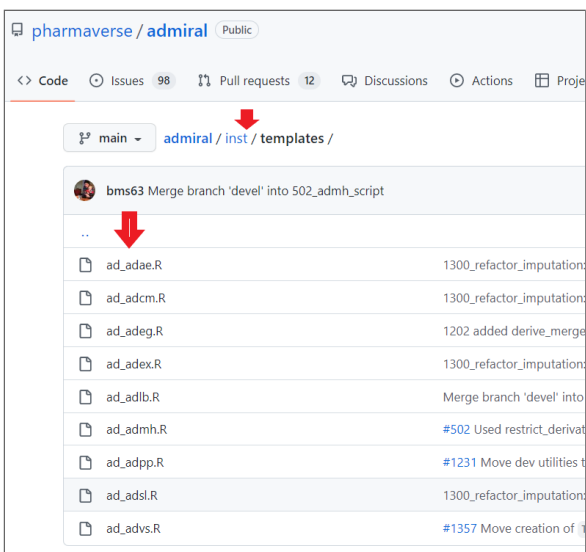 pharmaverse / admiral Public
Code Issues 98 Pull requests 12 Discussions Actions Proje
main admiral / inst / templates /
bms63 Merge branch 'devel' into 502_admh_script
..
ad_adae.R 1300_refactor_imputation:
ad_adcm.R 1300_refactor_imputation:
ad_adeg.R 1202 added derive_merge
ad_adex.R 1300_refactor_imputation:
ad_adlb.R Merge branch 'devel' into
ad_admh.R #502 Used restrict_derivat
ad_adpp.R #1231 Move dev utilities t
ad_adsl.R 1300_refactor_imputation:
ad_advs.R #1357 Move creation of